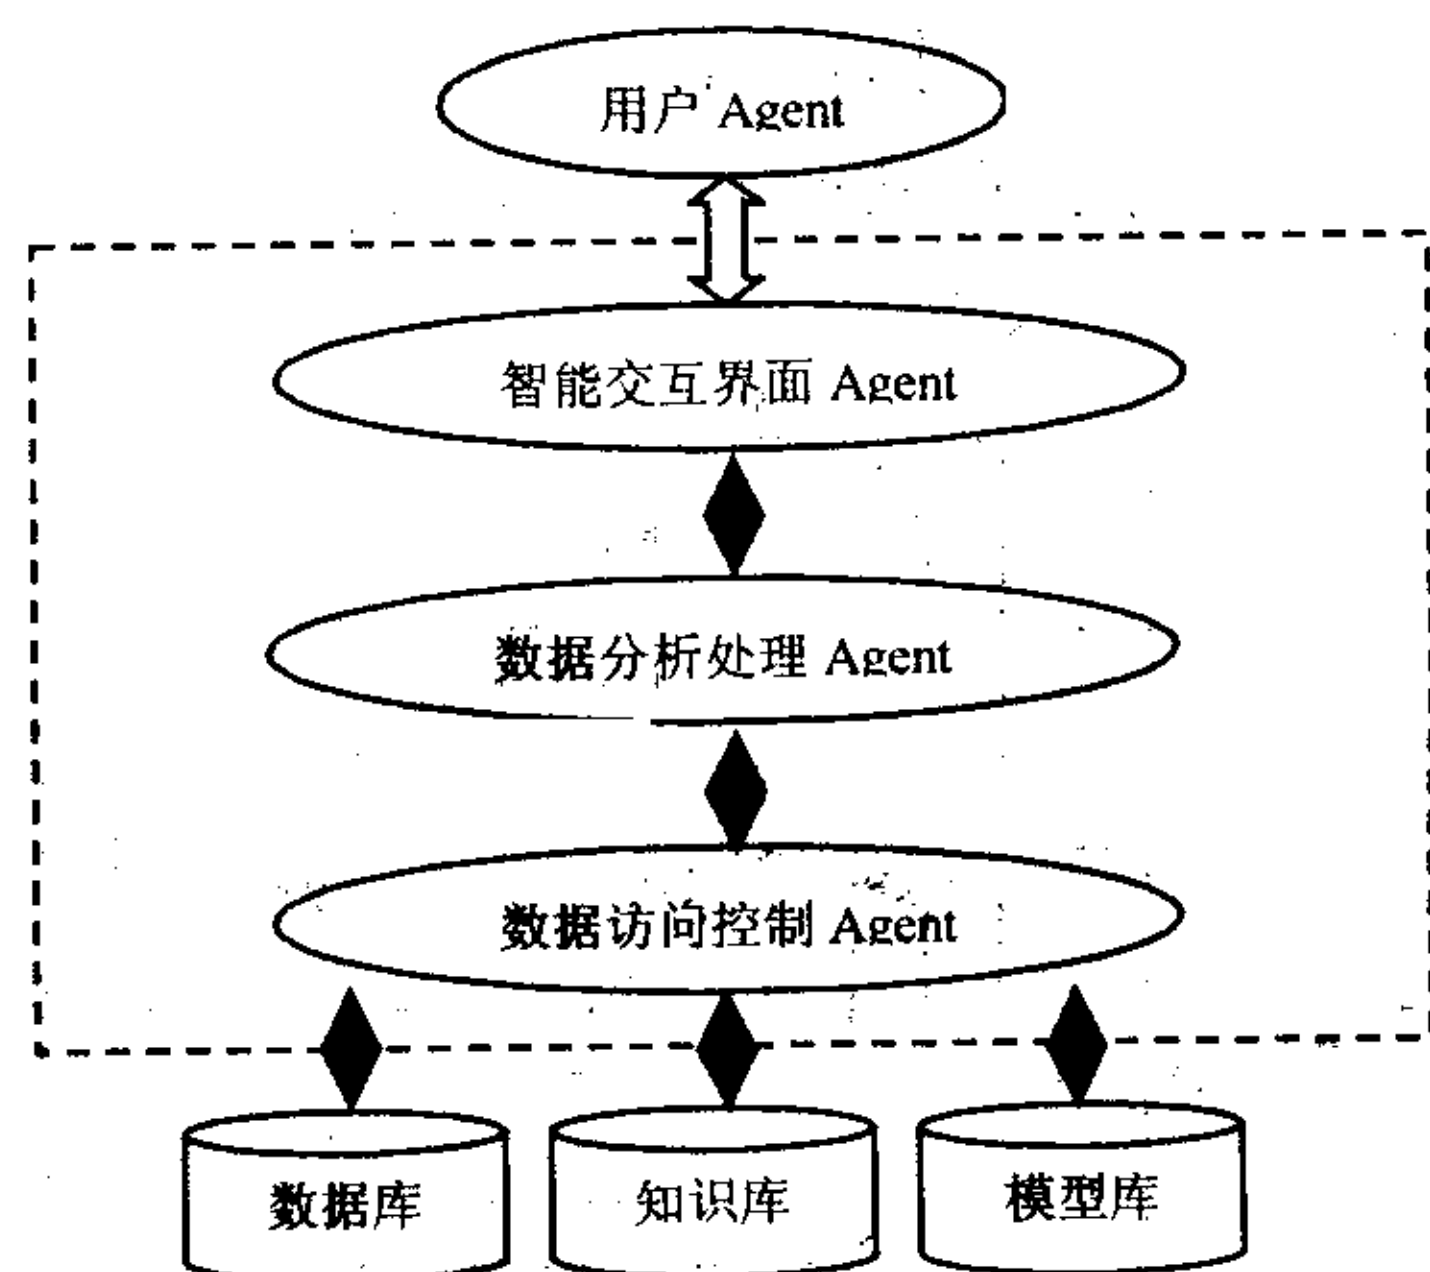 用户 Agent
智能交互界面 Agent
数据分析处理 Agent
数据访问控制 Agent
数据库
知识库
模型库